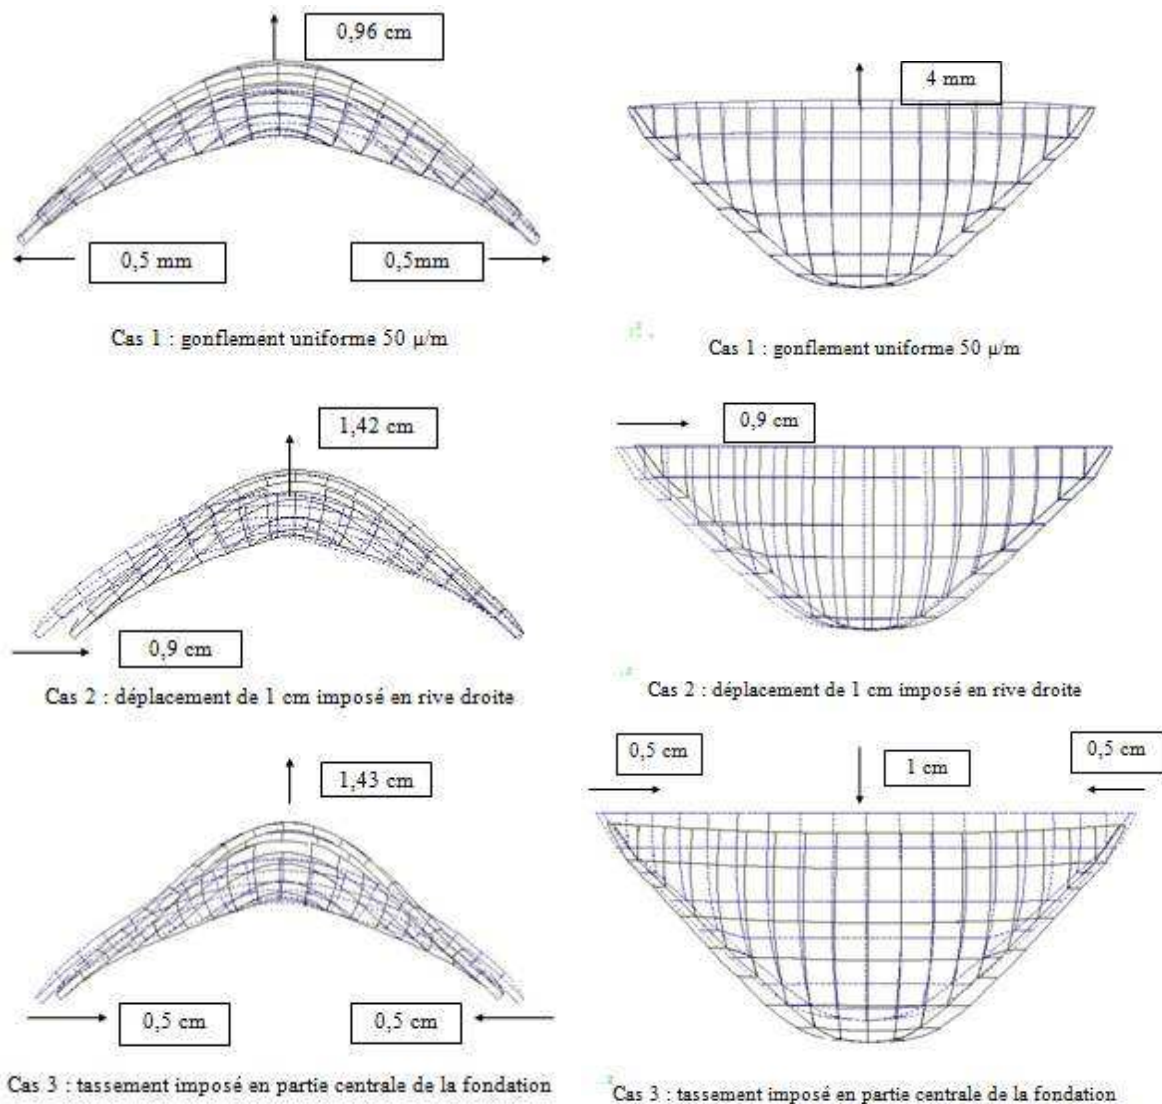 0,96 cm
4 mm
0,5 mm
0,5mm
Cas 1 : gonflement uniforme 50 µ/m
Cas 1 : gonflement uniforme 50 µ/m
1,42 cm
0,9 cm
0,9 cm
Cas 2 : déplacement de 1 cm imposé en rive droite
Cas 2 : déplacement de 1 cm imposé en rive droite
1,43 cm
0,5 cm
1 cm
0,5 cm
0,5 cm
0,5 cm
Cas 3 : tassement imposé en partie centrale de la fondation
Cas 3 : tassement imposé en partie centrale de la fondation